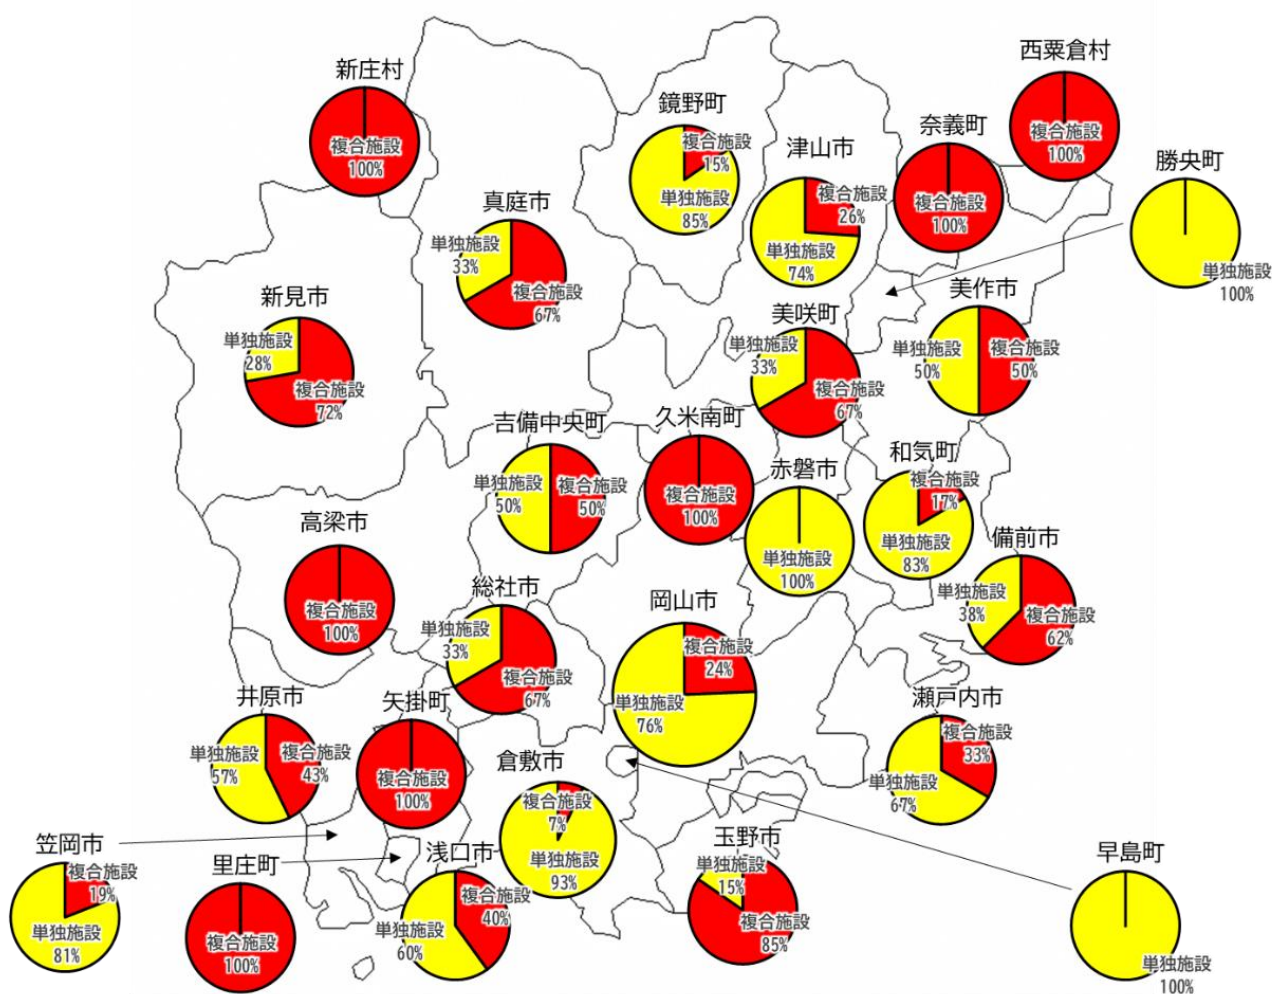 新庄村
複合施設
100%
鏡野町
複合施設
15%
単独施設
85%
津山市
複合施設
26%
単独施設
74%
奈義町
複合施設
100%
西粟倉村
複合施設
100%
勝央町
単独施設
100%
真庭市
単独施設
33%
複合施設
67%
新見市
単独施設
28%
複合施設
72%
美咲町
単独施設
33%
複合施設
67%
美作市
単独施設
50%
複合施設
50%
吉備中央町
単独施設
50%
複合施設
50%
久米南町
複合施設
100%
赤磐市
単独施設
100%
和気町
複合施設
17%
単独施設
83%
備前市
単独施設
38%
複合施設
62%
高梁市
複合施設
100%
総社市
単独施設
33%
複合施設
67%
岡山市
複合施設
24%
単独施設
76%
瀬戸内市
複合施設
33%
単独施設
67%
井原市
単独施設
57%
複合施設
43%
矢掛町
複合施設
100%
倉敷市
複合施設
7%
単独施設
93%
玉野市
単独施設
15%
複合施設
85%
早島町
単独施設
100%
笠岡市
複合施設
19%
単独施設
81%
里庄町
複合施設
100%
浅口市
複合施設
40%
単独施設
60%